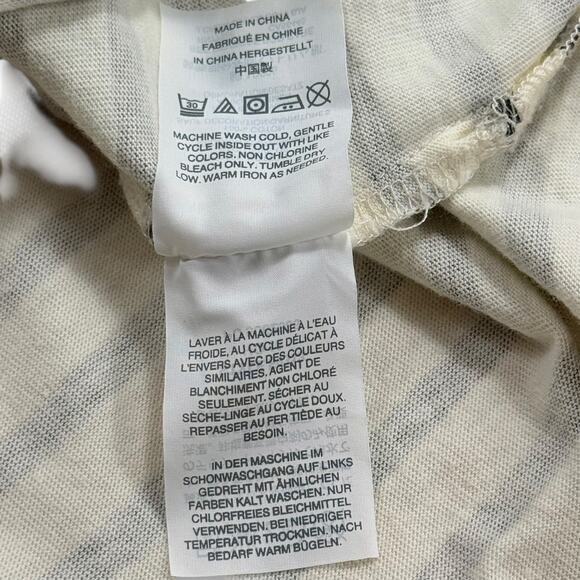 MADE IN CHINA
FABRIQUÉ EN CHINE
IN CHINA HERGESTELLT
中国製
30
MACHINE WASH COLD, GENTLE
CYCLE INSIDE OUT WITH LIKE
COLORS. NON CHLORINE
BLEACH ONLY. TUMBLE DRY
LOW. WARM IRON AS NEEDED.
LAVER À LA MACHINE À L'EAU
FROIDE, AU CYCLE DÉLICAT À
L'ENVERS AVEC DES COULEURS
SIMILAIRES. AGENT DE
BLANCHIMENT NON CHLORÉ
SEULEMENT. SÉCHER AU
SÈCHE-LINGE AU CYCLE DOUX.
REPASSER AU FER TIÈDE AU
BESOIN.
IN DER MASCHINE IM
SCHONWASCHGANG AUF LINKS
GEDREHT MIT ÄHNLICHEN
FARBEN KALT WASCHEN. NUR
CHLORFREIES BLEICHMITTEL
VERWENDEN. BEI NIEDRIGER
TEMPERATUR TROCKNEN. NACH
BEDARF WARM BÜGELN.